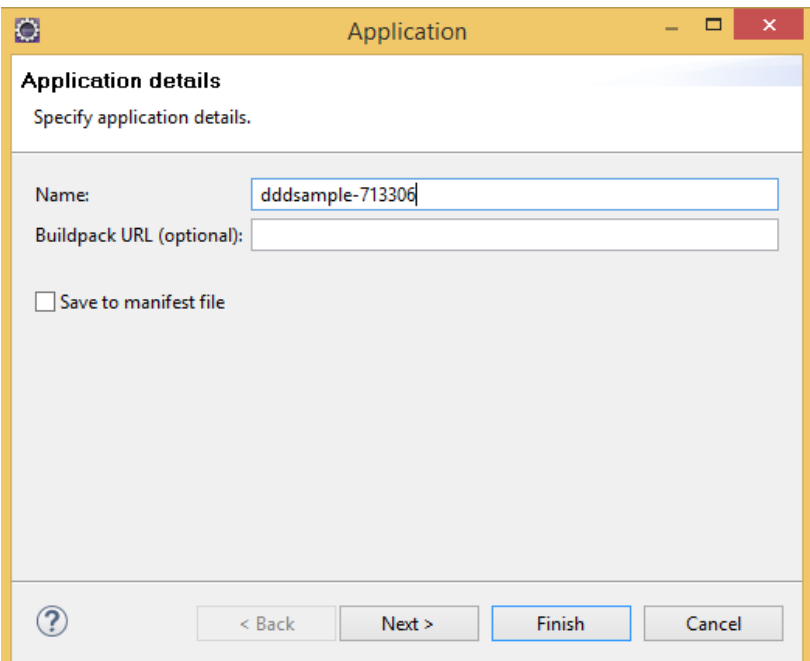 Application
Application details
Specify application details.
Name: dddsample-713306
Buildpack URL (optional):
Save to manifest file
? < Back Next > Finish Cancel